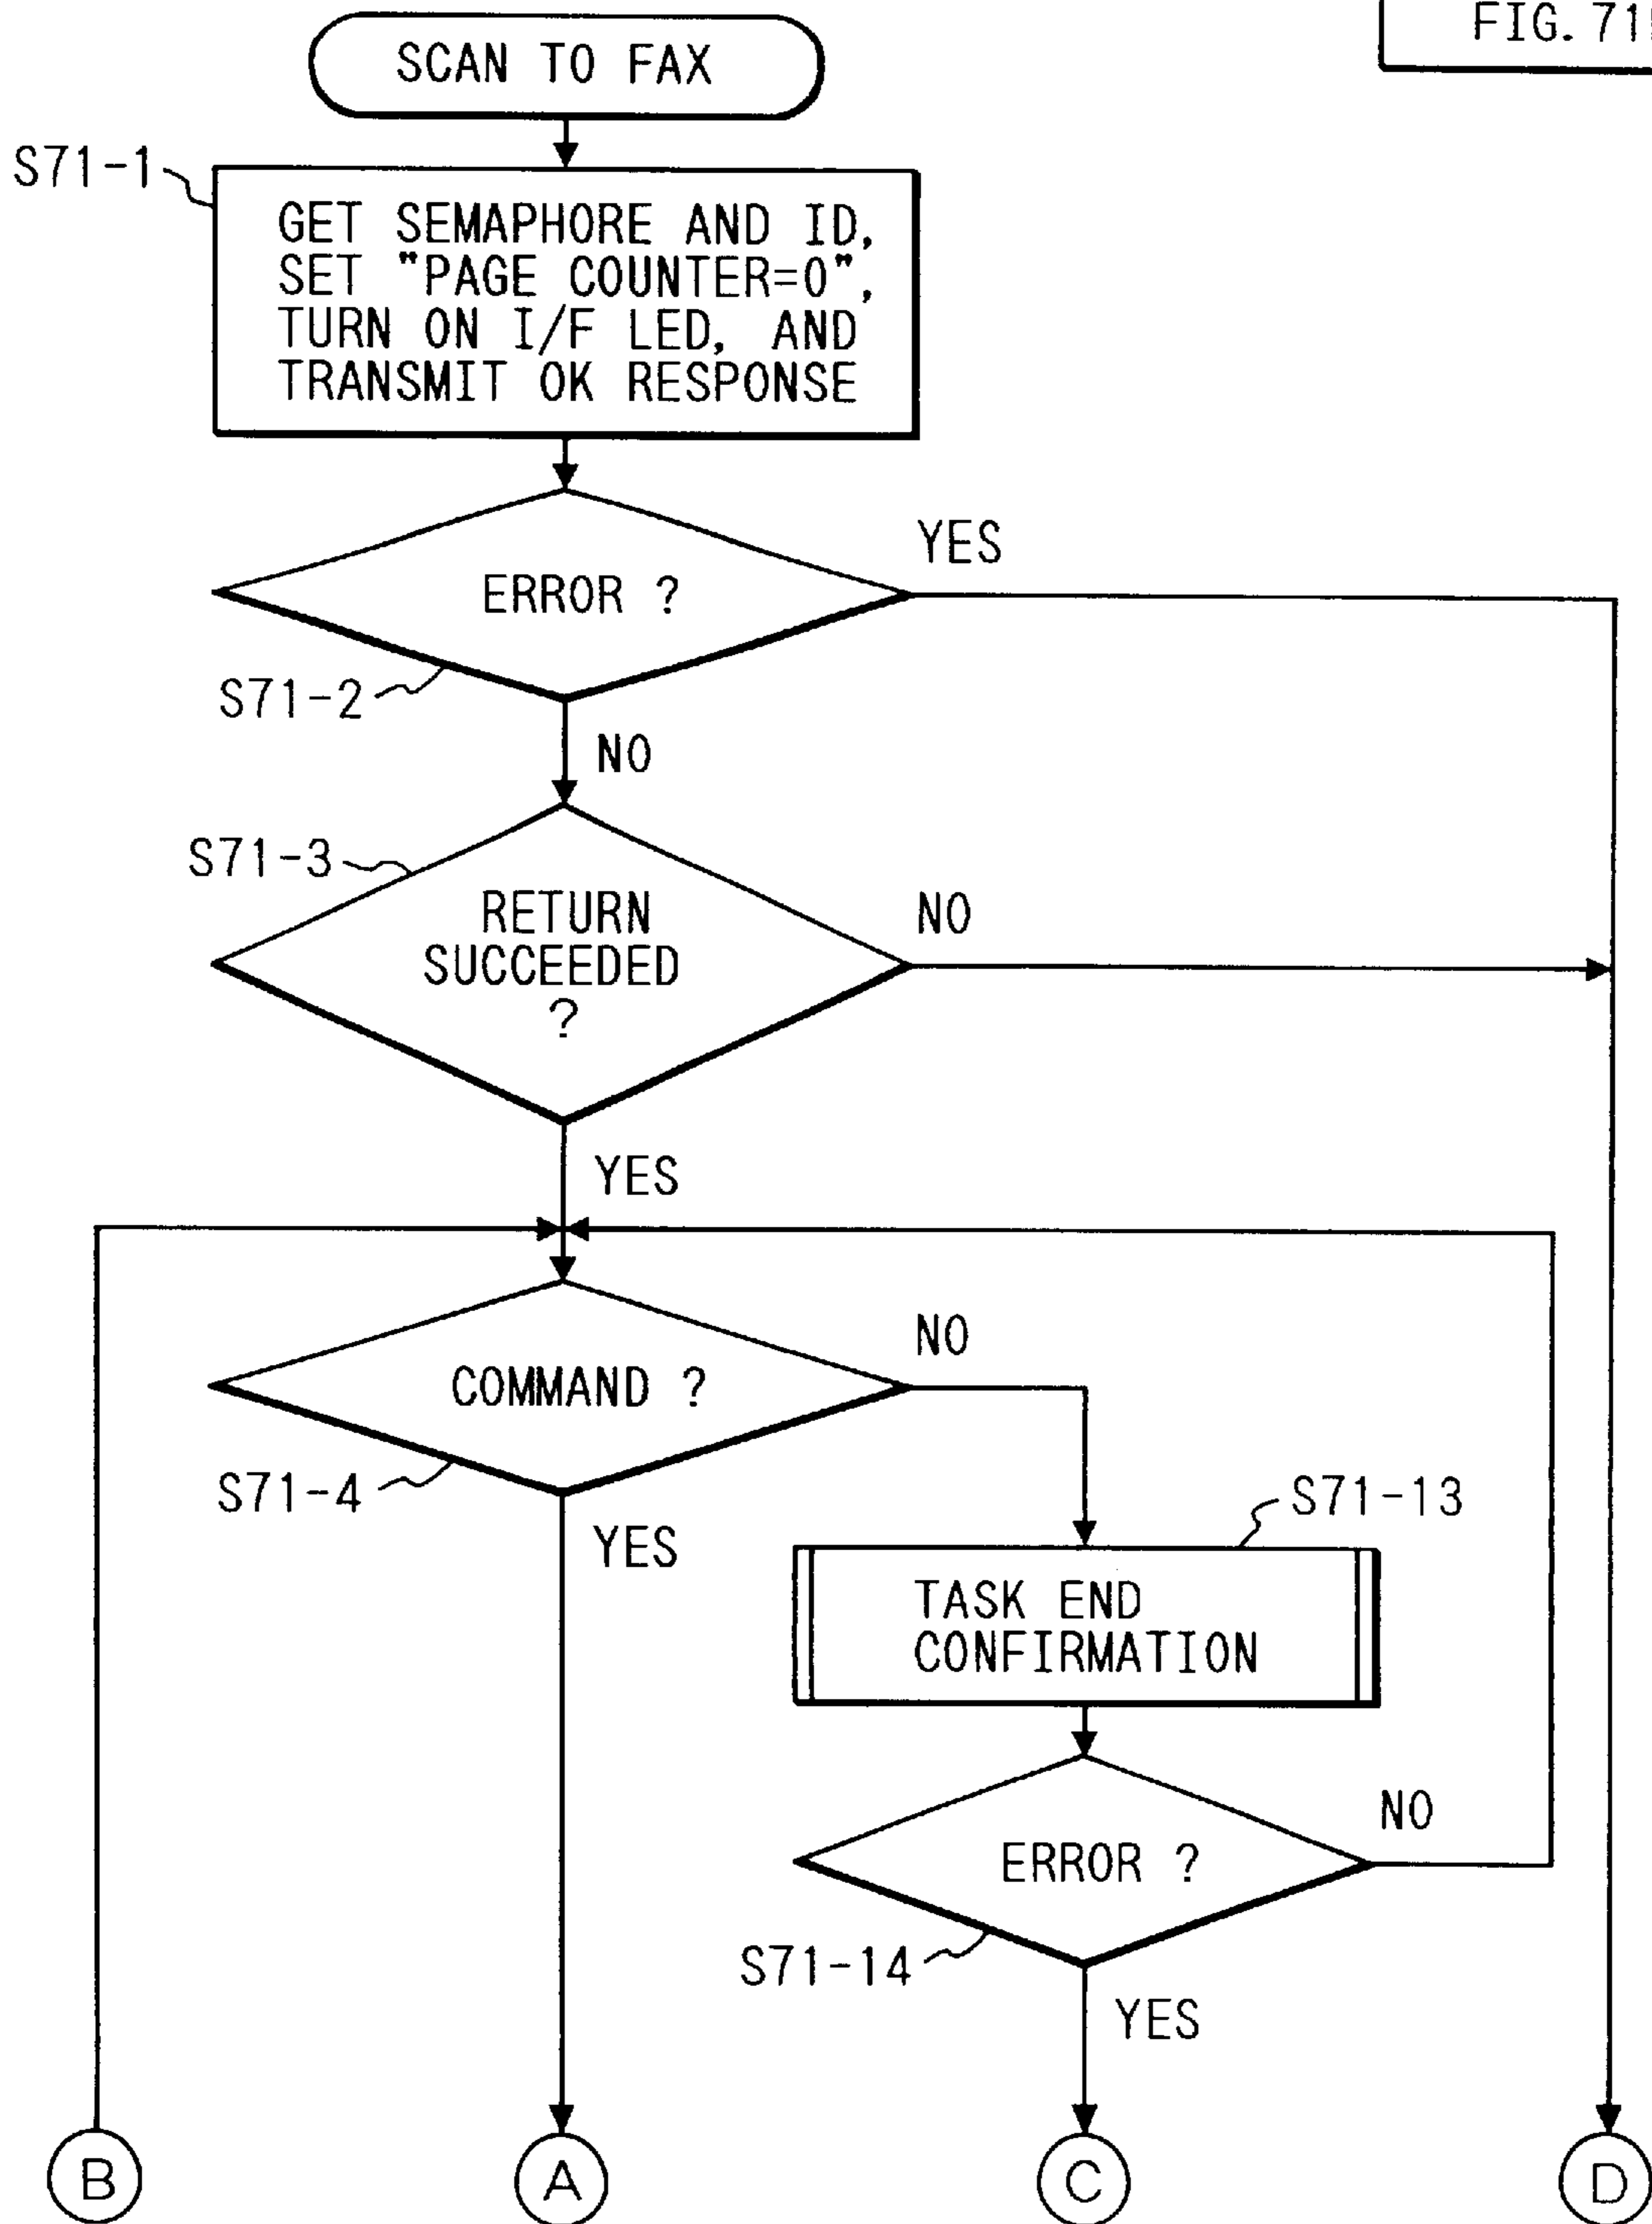 FIG. 71
SCAN TO FAX
S71-1
GET SEMAPHORE AND ID,
SET "PAGE COUNTER=0",
TURN ON I/F LED, AND
TRANSMIT OK RESPONSE
ERROR ?
YES
S71-2
NO
S71-3
RETURN
SUCCEEDED
?
NO
YES
COMMAND ?
NO
S71-4
YES
S71-13
TASK END
CONFIRMATION
ERROR ?
NO
S71-14
YES
B
A
C
D